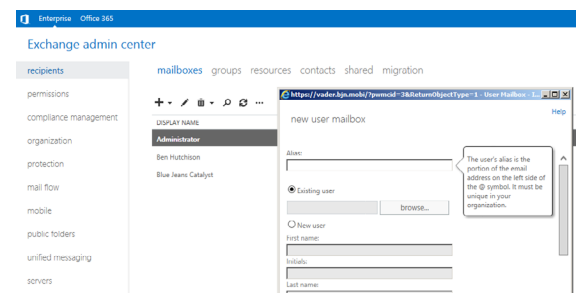 Enterprise Office 365
Exchange admin center
recipients
permissions
compliance management
organization
protection
mail flow
mobile
public folders
unified messaging
servers
mailboxes groups resources contacts shared migration
DISPLAY NAME
Administrator
Ben Hutchison
Blue Jeans Catalyst
https://vader.bjn.mobi/?pwmcid=3&ReturnObjectType=1 - User Mailbox - I...
Help
new user mailbox
Alias:
The user's alias is the
portion of the email
address on the left side of
the @ symbol. It must be
unique in your
organization.
Existing user
browse...
New user
First name:
Initials:
Last name: